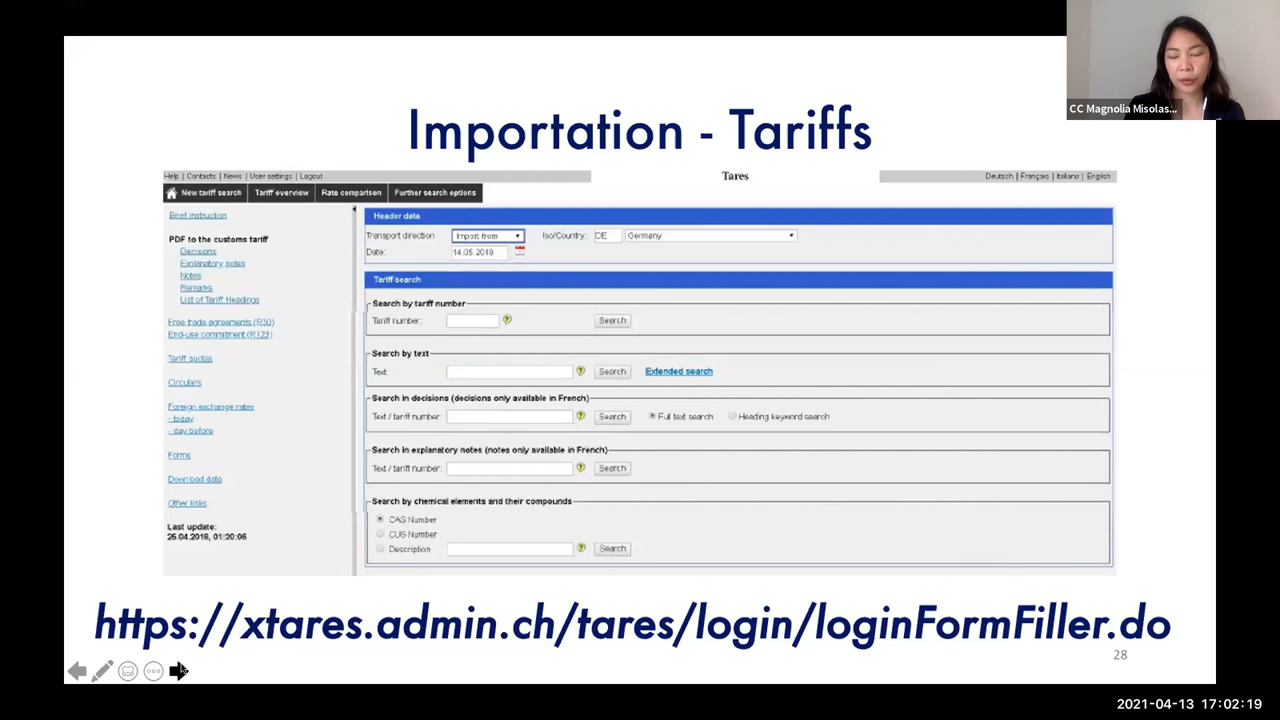 CC Magnolia Misolas...
Importation - Tariffs
Help | Contacts | News | User settings | Logout
Tares
Deutsch | Français | Italiano | English
New tariff search
Tariff overview
Rate comparison
Further search options
Brief instruction
PDF to the customs tariff
Decisions
Explanatory notes
Notes
Remarks
List of Tariff Headings
Free trade agreements (R30)
End-use commitment (R123)
Tariff quotas
Circulars
Foreign exchange rates
- today
- day before
Forms
Download data
Other links
Last update:
25.04.2019, 01:20:06
Header data
Transport direction import from Iso/Country: DE Germany
Date: 14.05.2019
Tariff search
Search by tariff number
Tariff number: Search
Search by text
Text: Search Extended search
Search in decisions (decisions only available in French)
Text / tariff number: Search Full text search Heading keyword search
Search in explanatory notes (notes only available in French)
Text / tariff number: Search
Search by chemical elements and their compounds
CAS Number
CUS Number
Description Search
https://xtares.admin.ch/tares/login/loginFormFiller.do
28
2021-04-13 17:02:19